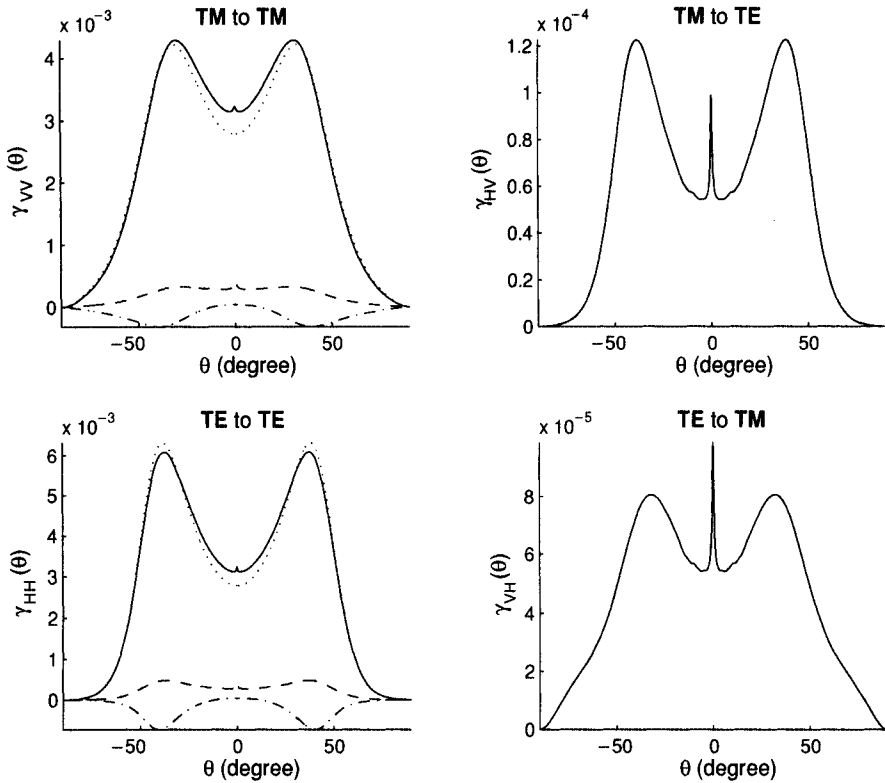 TM to TM
x 10⁻³
4
3
2
1
0
γVV (θ)
−50
0
50
θ (degree)
TM to TE
x 10⁻⁴
1.2
1
0.8
0.6
0.4
0.2
0
γHV(θ)
−50
0
50
θ (degree)
TE to TE
x 10⁻³
6
5
4
3
2
1
0
γHH (θ)
−50
0
50
θ (degree)
TE to TM
x 10⁻⁵
8
6
4
2
0
γVH(θ)
−50
0
50
θ (degree)